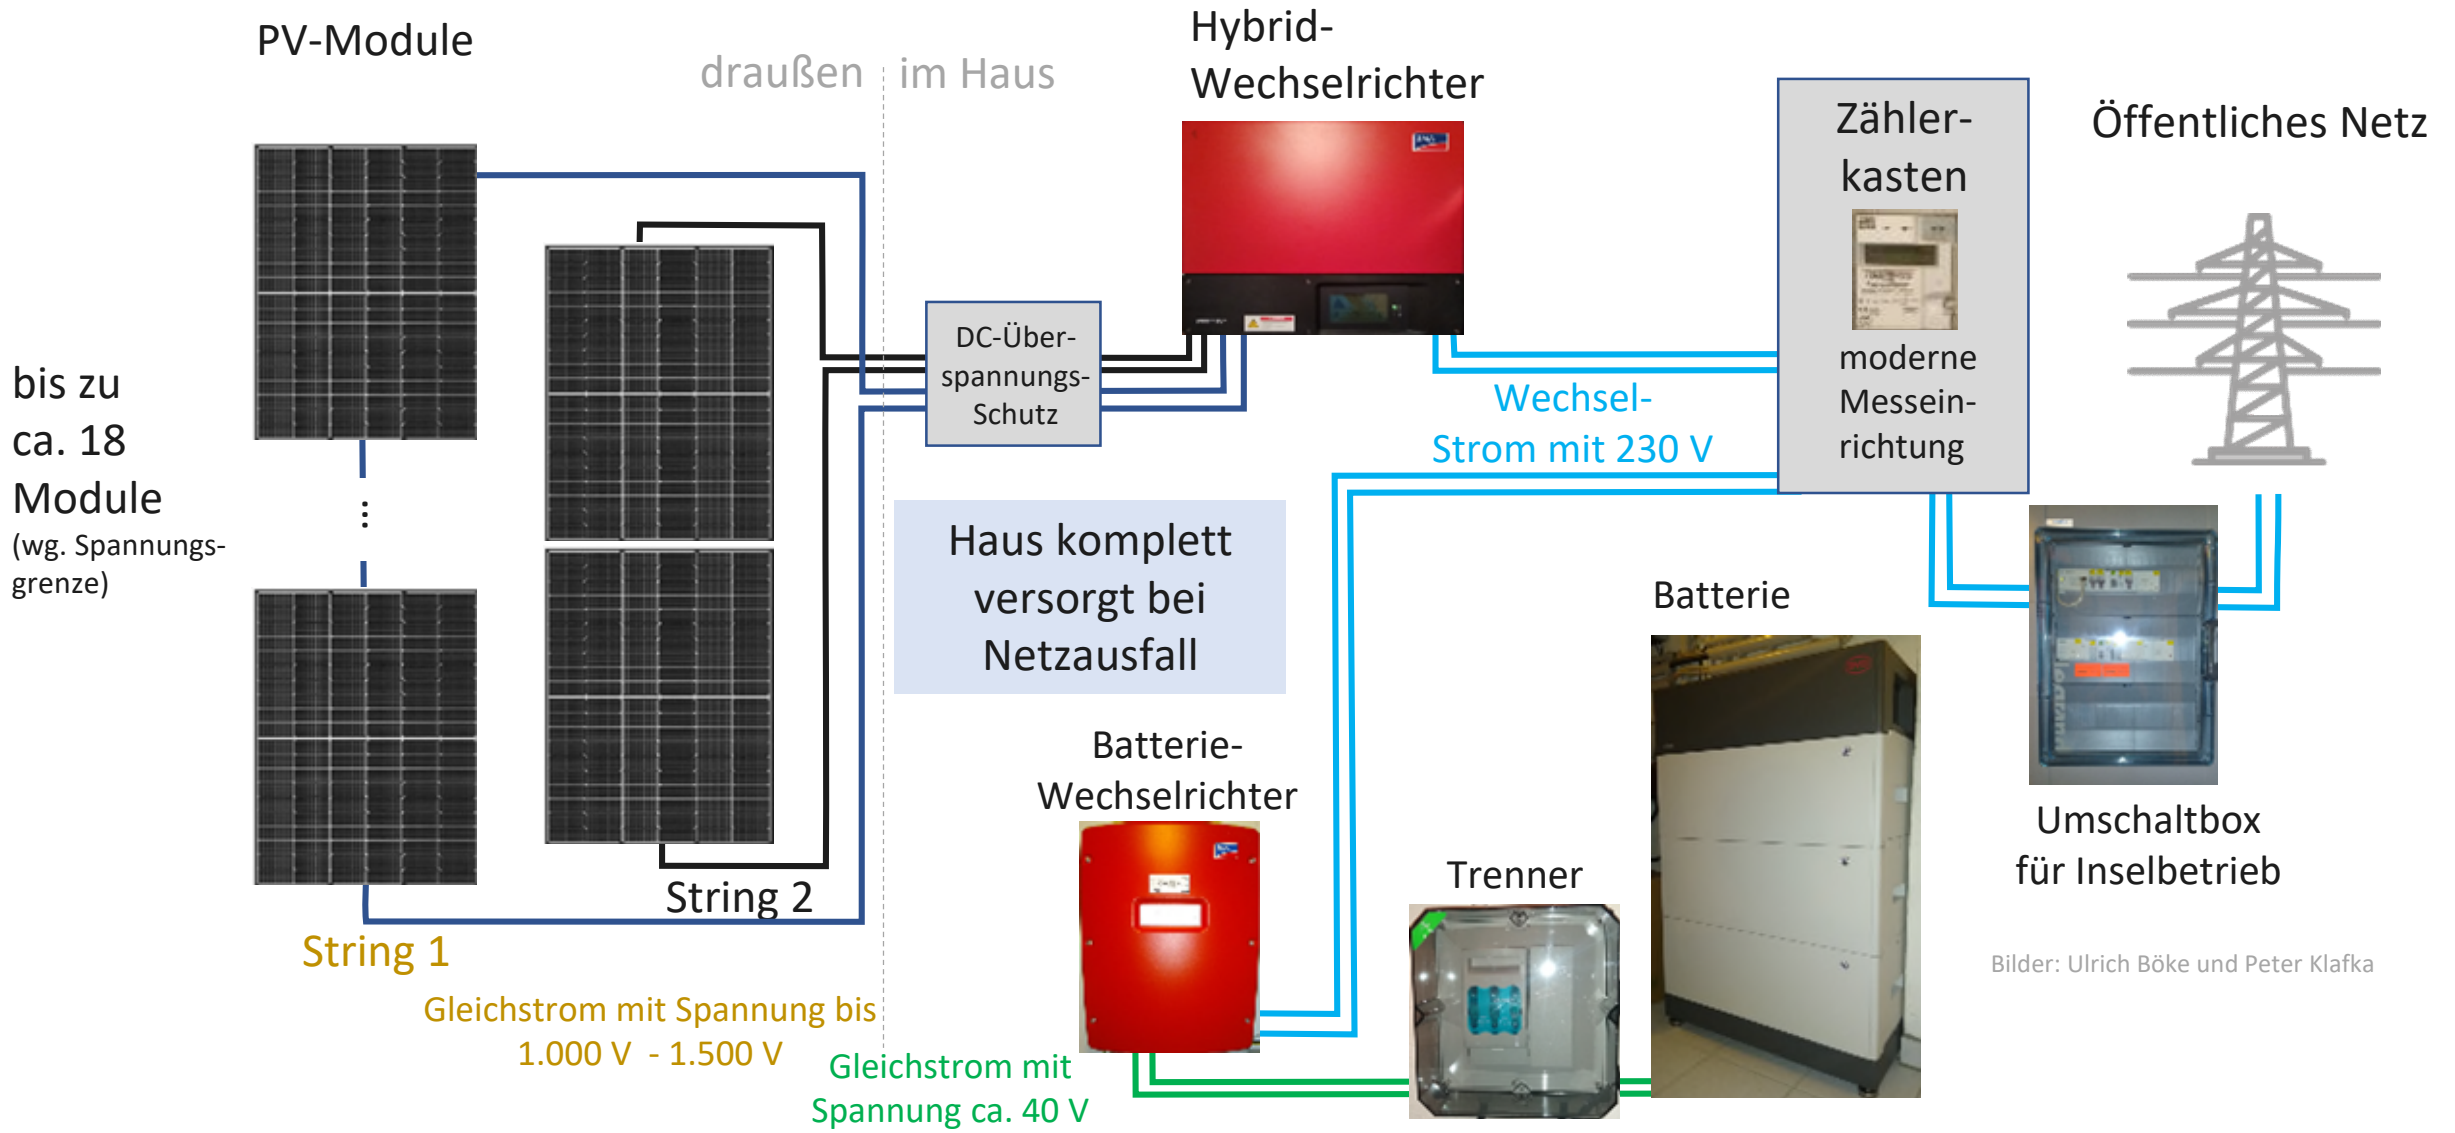 PV-Module
draußen
im Haus
Hybrid-
Wechselrichter
Zähler-
kasten
moderne
Messein-
richtung
Öffentliches Netz
bis zu
ca. 18
Module
(wg. Spannungs-
grenze)
...
DC-Über-
spannungs-
Schutz
Wechsel-
Strom mit 230 V
Haus komplett
versorgt bei
Netzausfall
Batterie
Batterie-
Wechselrichter
Trenner
Umschaltbox
für Inselbetrieb
String 2
String 1
Gleichstrom mit Spannung bis
1.000 V - 1.500 V
Gleichstrom mit
Spannung ca. 40 V
Bilder: Ulrich Böke und Peter Klafka